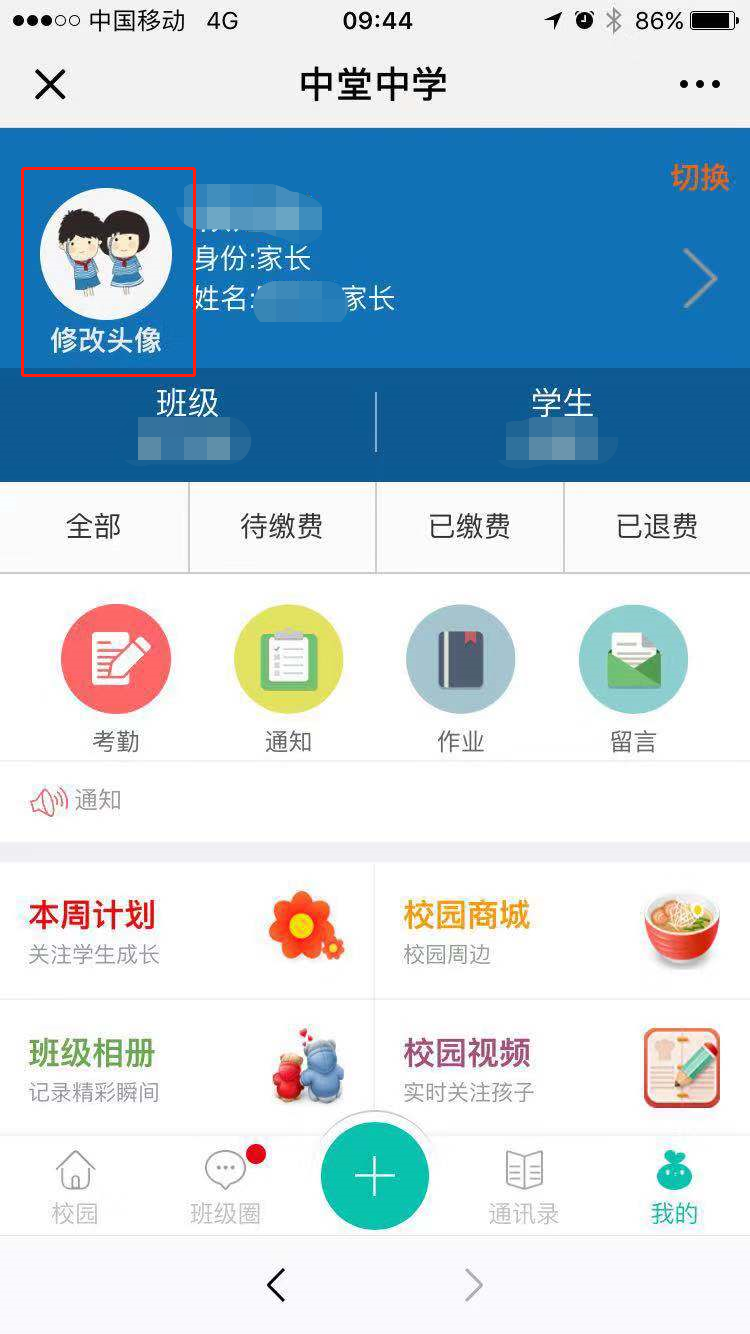 中国移动 4G 09:44 86%
中堂中学
切换
身份:家长
姓名: 家长
修改头像
班级 学生
全部 待缴费 已缴费 已退费
考勤 通知 作业 留言
通知
本周计划 校园商城
关注学生成长 校园周边
班级相册 校园视频
记录精彩瞬间 实时关注孩子
校园 班级圈 通讯录 我的